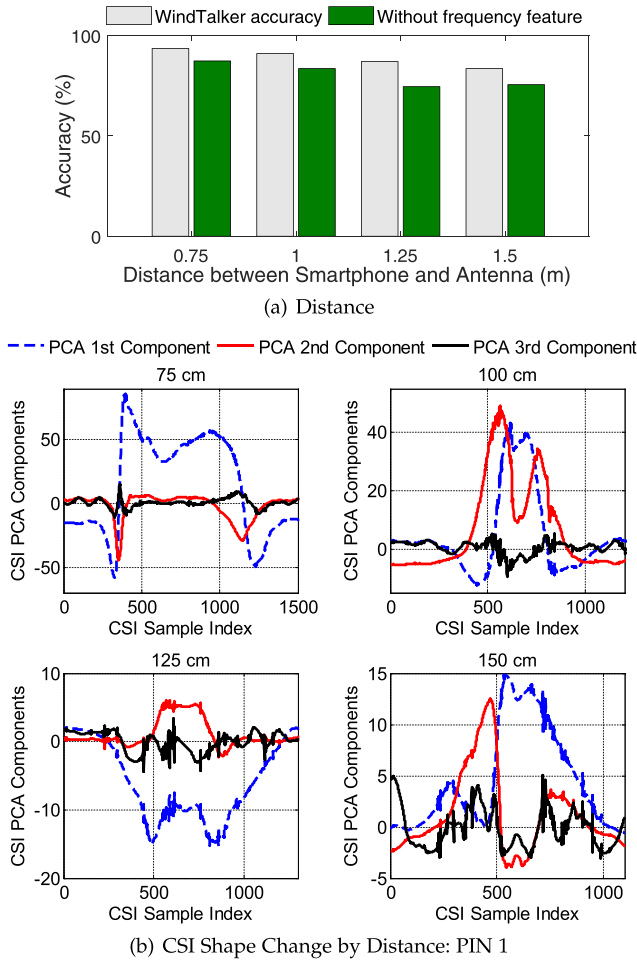 WindTalker accuracy Without frequency feature
100
50
0
Accuracy (%)
0.75 1 1.25 1.5
Distance between Smartphone and Antenna (m)
(a) Distance
PCA 1st Component PCA 2nd Component PCA 3rd Component
75 cm
50
0
-50
CSI PCA Components
0 500 1000 1500
CSI Sample Index
100 cm
40
20
0
CSI PCA Components
0 500 1000
CSI Sample Index
125 cm
10
0
-10
-20
CSI PCA Components
0 500 1000
CSI Sample Index
150 cm
15
10
5
0
-5
CSI PCA Components
0 500 1000
CSI Sample Index
(b) CSI Shape Change by Distance: PIN 1